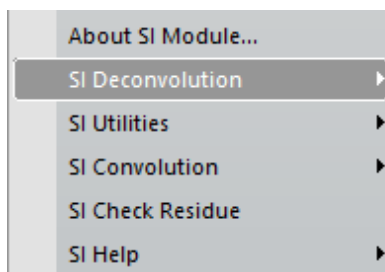 About SI Module...
SI Deconvolution
SI Utilities
SI Convolution
SI Check Residue
SI Help